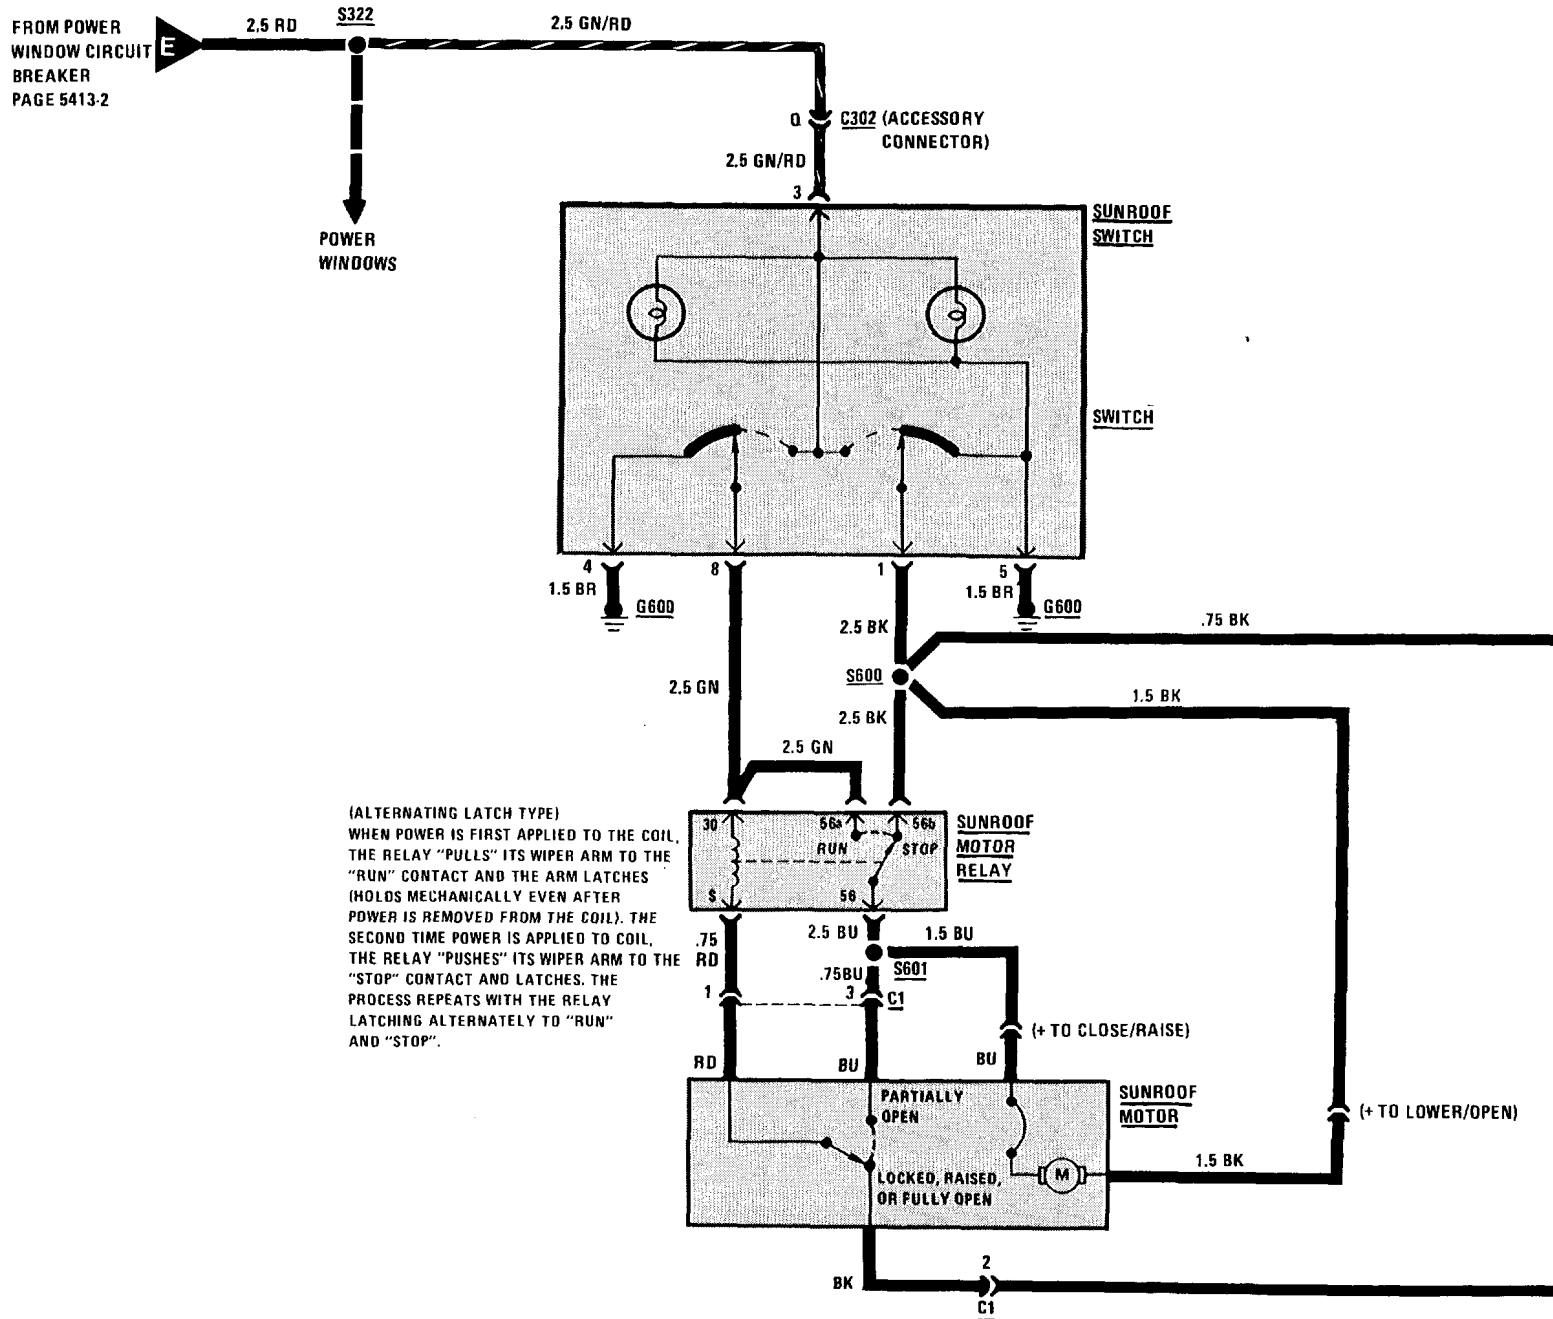 FROM POWER
WINDOW CIRCUIT
BREAKER
PAGE 5413-2
E
2.5 RD
S322
2.5 GN/RD
POWER
WINDOWS
Q
C302 (ACCESSORY
CONNECTOR)
2.5 GN/RD
3
SUNROOF
SWITCH
SWITCH
4
8
1
5
1.5 BR
G600
1.5 BR
G600
2.5 BK
.75 BK
S600
2.5 GN
1.5 BK
2.5 BK
2.5 GN
30
56a
56b
RUN
STOP
S
56
SUNROOF
MOTOR
RELAY
(ALTERNATING LATCH TYPE)
WHEN POWER IS FIRST APPLIED TO THE COIL,
THE RELAY "PULLS" ITS WIPER ARM TO THE
"RUN" CONTACT AND THE ARM LATCHES
(HOLDS MECHANICALLY EVEN AFTER
POWER IS REMOVED FROM THE COIL). THE
SECOND TIME POWER IS APPLIED TO COIL,
THE RELAY "PUSHES" ITS WIPER ARM TO THE
"STOP" CONTACT AND LATCHES. THE
PROCESS REPEATS WITH THE RELAY
LATCHING ALTERNATELY TO "RUN"
AND "STOP".
.75
RD
2.5 BU
1.5 BU
S601
.75BU
1
3
C1
(+ TO CLOSE/RAISE)
RD
BU
BU
PARTIALLY
OPEN
SUNROOF
MOTOR
(+ TO LOWER/OPEN)
M
1.5 BK
LOCKED, RAISED,
OR FULLY OPEN
BK
2
C1